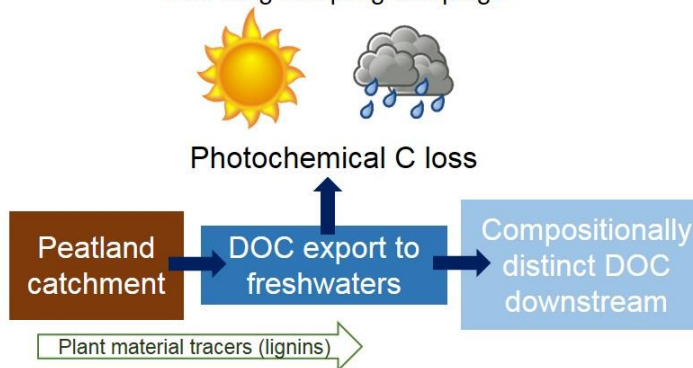 Photochemical C loss
Peatland
catchment
DOC export to
freshwaters
Compositionally
distinct DOC
downstream
Plant material tracers (lignins)